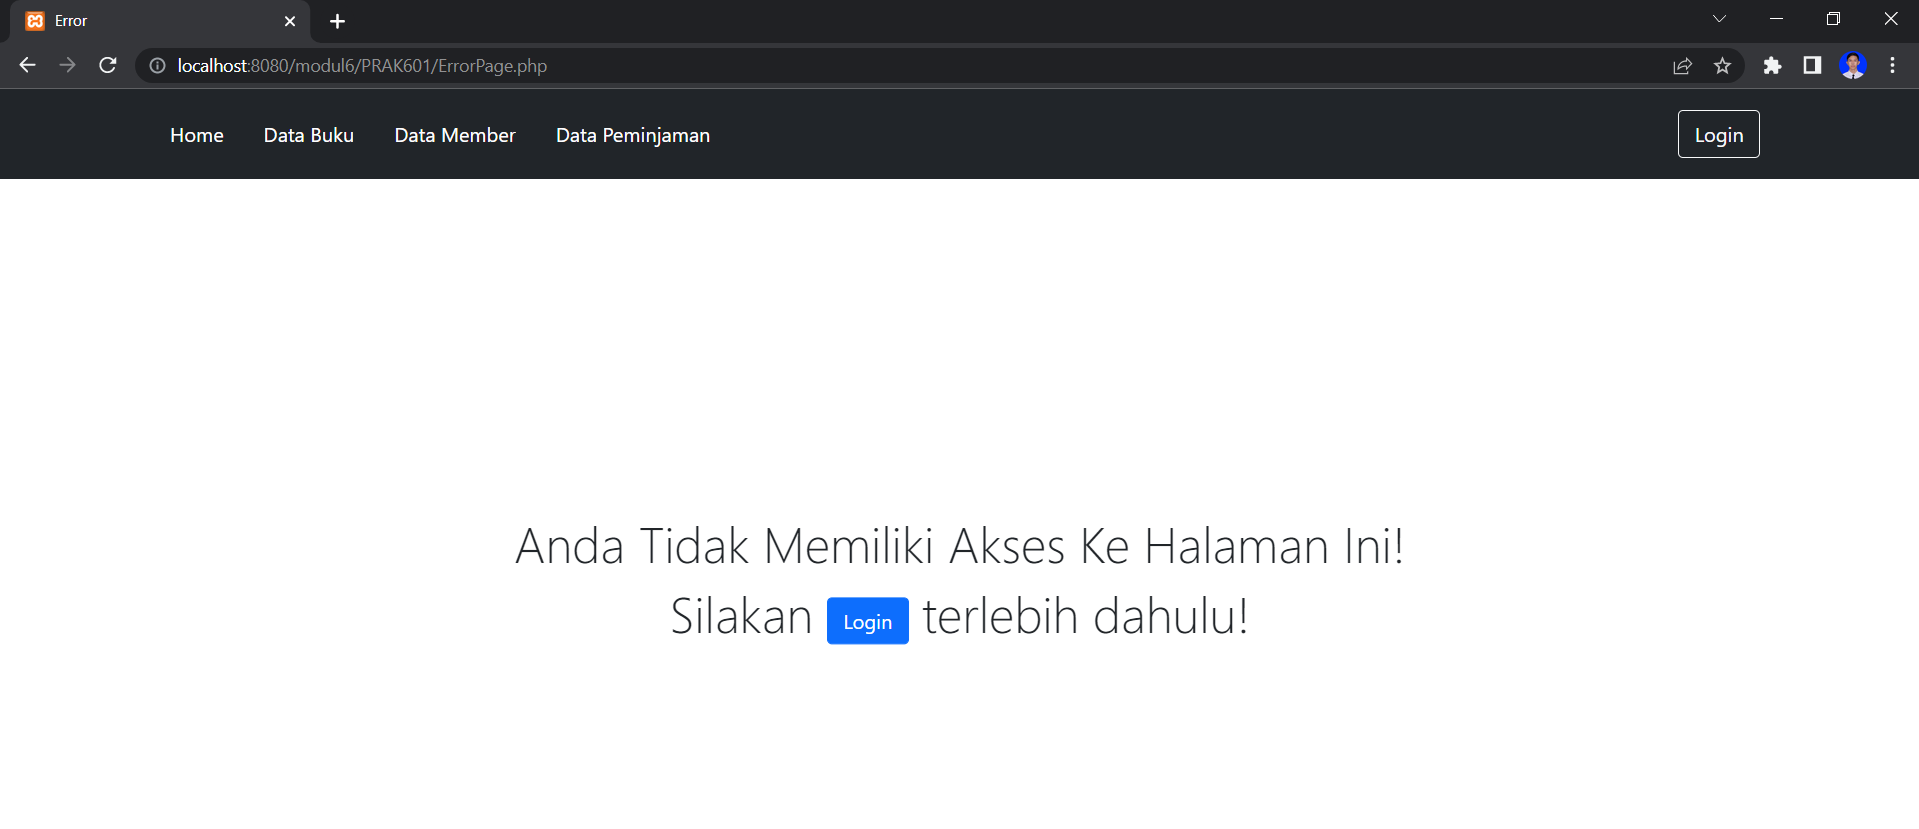 Error
localhost:8080/modul6/PRAK601/ErrorPage.php
Home Data Buku Data Member Data Peminjaman Login
Anda Tidak Memiliki Akses Ke Halaman Ini!
Silakan Login terlebih dahulu!